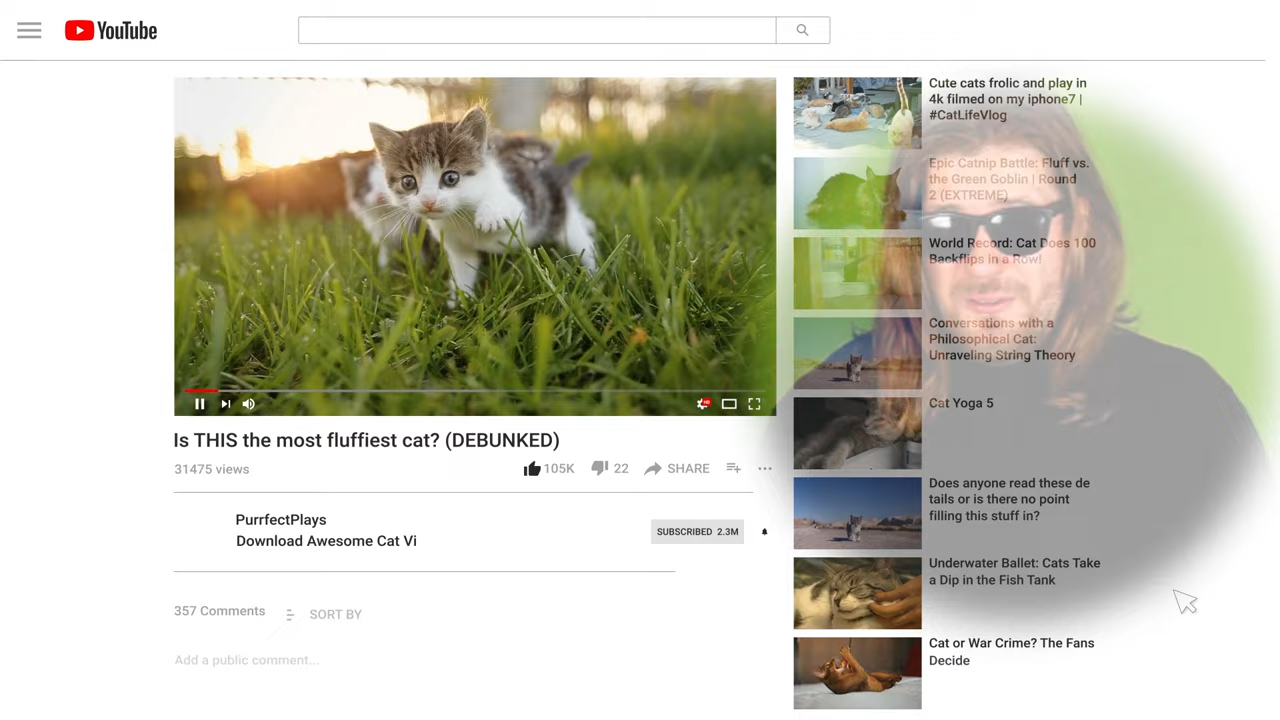 YouTube
Cute cats frolic and play in
4k filmed on my iphone7 |
#CatLifeVlog
Epic Catnip Battle: Fluff vs.
the Green Goblin | Round
2 (EXTREME)
World Record: Cat Does 100
Backflips in a Row!
Conversations with a
Philosophical Cat:
Unraveling String Theory
Cat Yoga 5
Does anyone read these de
tails or is there no point
filling this stuff in?
Underwater Ballet: Cats Take
a Dip in the Fish Tank
Cat or War Crime? The Fans
Decide
HD
Is THIS the most fluffiest cat? (DEBUNKED)
31475 views
105K
22
SHARE
PurrfectPlays
Download Awesome Cat Vi
SUBSCRIBED 2.3M
357 Comments
SORT BY
Add a public comment...